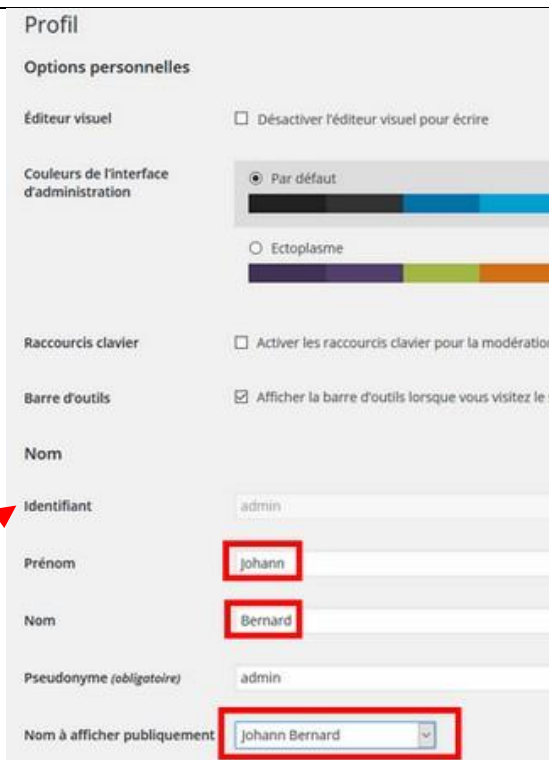 Profil
Options personnelles
Éditeur visuel
Désactiver l'éditeur visuel pour écrire
Couleurs de l'interface
d'administration
Par défaut
Ectoplasme
Raccourcis clavier
Activer les raccourcis clavier pour la modération
Barre d'outils
Afficher la barre d'outils lorsque vous visitez le
Nom
Identifiant
admin
Prénom
Johann
Nom
Bernard
Pseudonyme (obligatoire)
admin
Nom à afficher publiquement
Johann Bernard